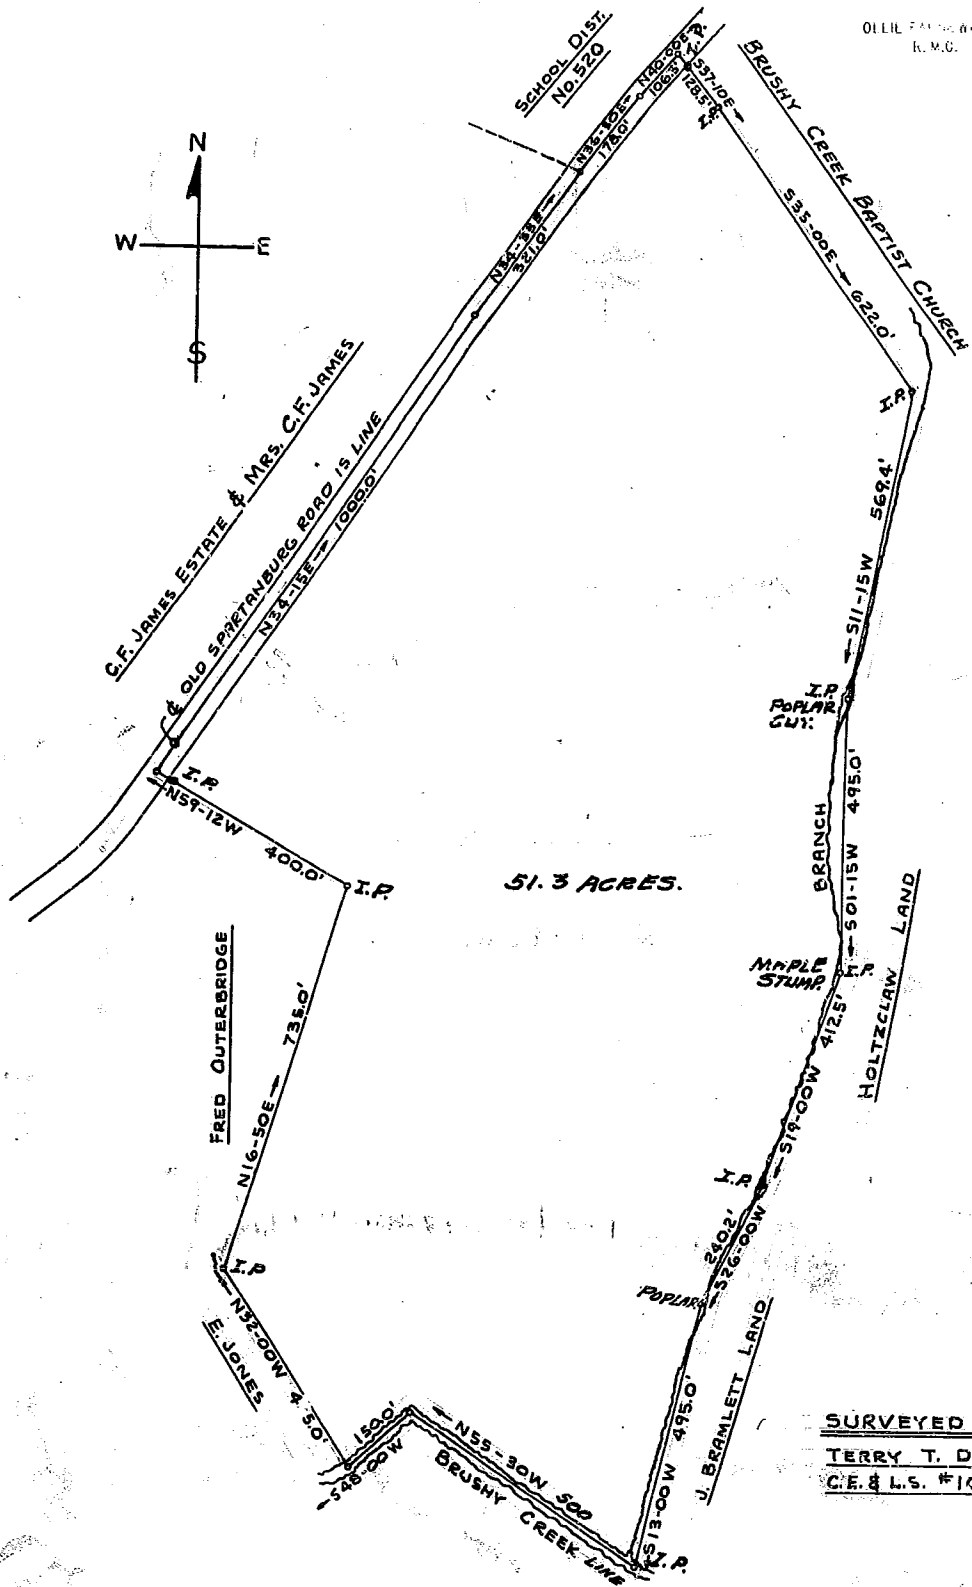 OLLIE
R. M. C.
SCHOOL DIST.
NO. 520
N
W E
S
N40-00E
106.3'
I.P.
S37-10E
128.5'
I.P.
BRUSHY CREEK BAPTIST CHURCH
N36-30E
178.0'
S35-00E 622.0'
N34-33E
321.0'
C.F. JAMES ESTATE & MRS. C.F. JAMES
℄ OLD SPARTANBURG ROAD IS LINE
N34-15E 1000.0'
I.P.
S11-15W 569.4'
I.P.
POPLAR
I.P.
N59-12W 400.0'
I.P.
51.3 ACRES.
BRANCH
S01-15W 495.0'
MAPLE
STUMP.
I.P.
HOLTZCLAW LAND
FRED OUTERBRIDGE
N16-50E 735.0'
S19-00W 412.5'
I.P.
240.2'
S26-00W
POPLAR
I.P.
N32-00W
E. JONES
J. BRAMLETT LAND
S13-00W 495.0'
150.0'
S48-00W
N55-30W 500
BRUSHY CREEK LINE
I.P.
SURVEYED
TERRY T. D
C.E. & L.S. #